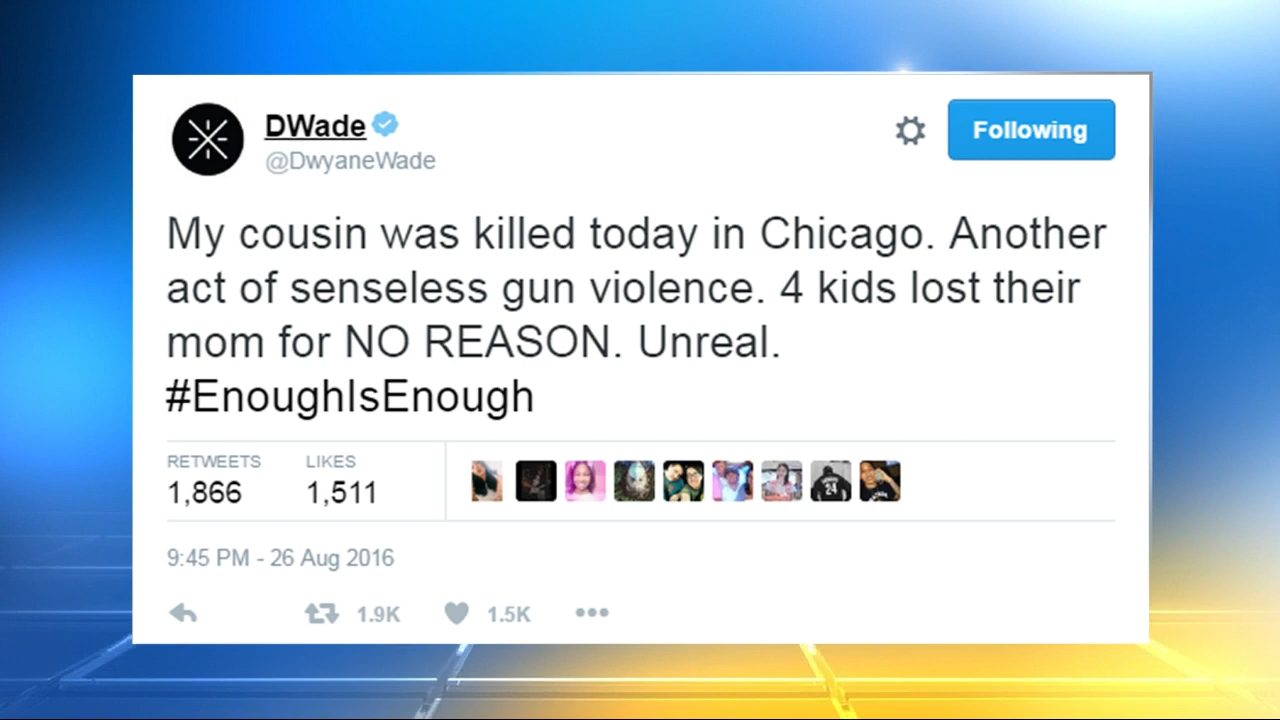 DWade
@DwyaneWade
Following
My cousin was killed today in Chicago. Another
act of senseless gun violence. 4 kids lost their
mom for NO REASON. Unreal.
#EnoughIsEnough
RETWEETS LIKES
1,866 1,511
24
9:45 PM - 26 Aug 2016
1.9K 1.5K